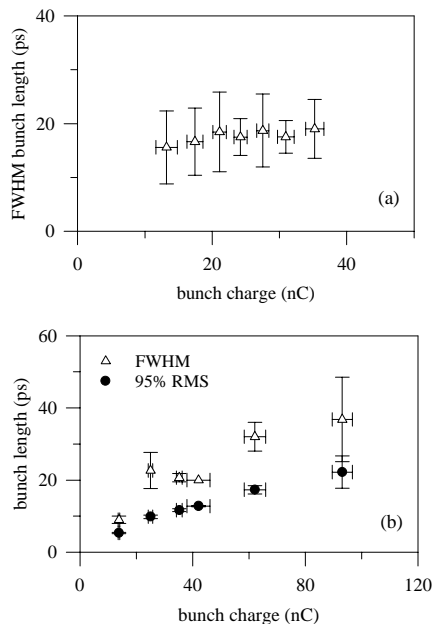 40
20
0
FWHM bunch length (ps)
(a)
0
20
40
bunch charge (nC)
60
40
20
0
bunch length (ps)
FWHM
95% RMS
(b)
0
40
80
120
bunch charge (nC)